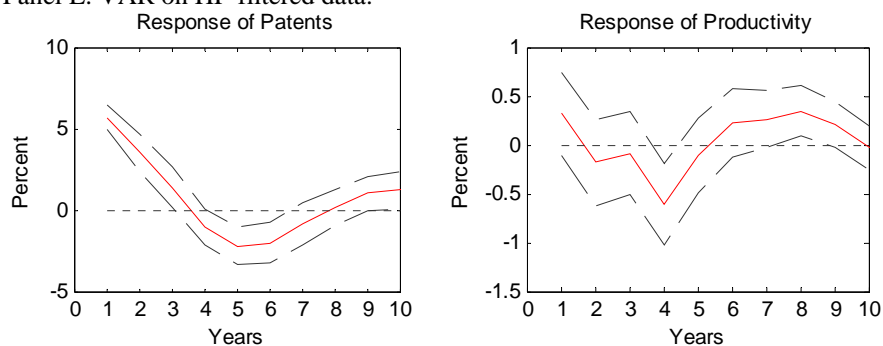 Panel E: VAR on HP-filtered data.
Response of Patents
10
5
0
-5
Percent
0 1 2 3 4 5 6 7 8 9 10
Years
Response of Productivity
1
0.5
0
-0.5
-1
-1.5
Percent
0 1 2 3 4 5 6 7 8 9 10
Years